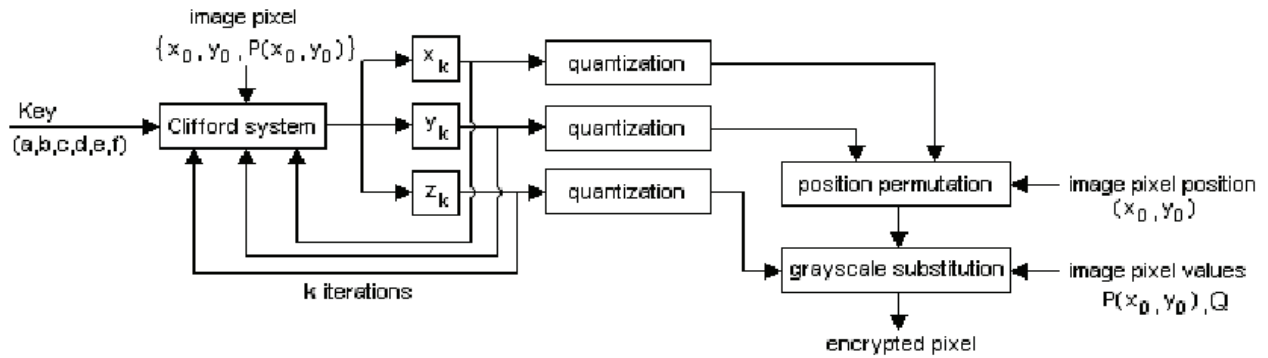 image pixel
{x₀, y₀, P(x₀, y₀)}
Key
(a,b,c,d,e,f)
Clifford system
xₖ
yₖ
zₖ
quantization
quantization
quantization
position permutation
image pixel position
(x₀, y₀)
grayscale substitution
image pixel values
P(x₀, y₀), Q
k iterations
encrypted pixel